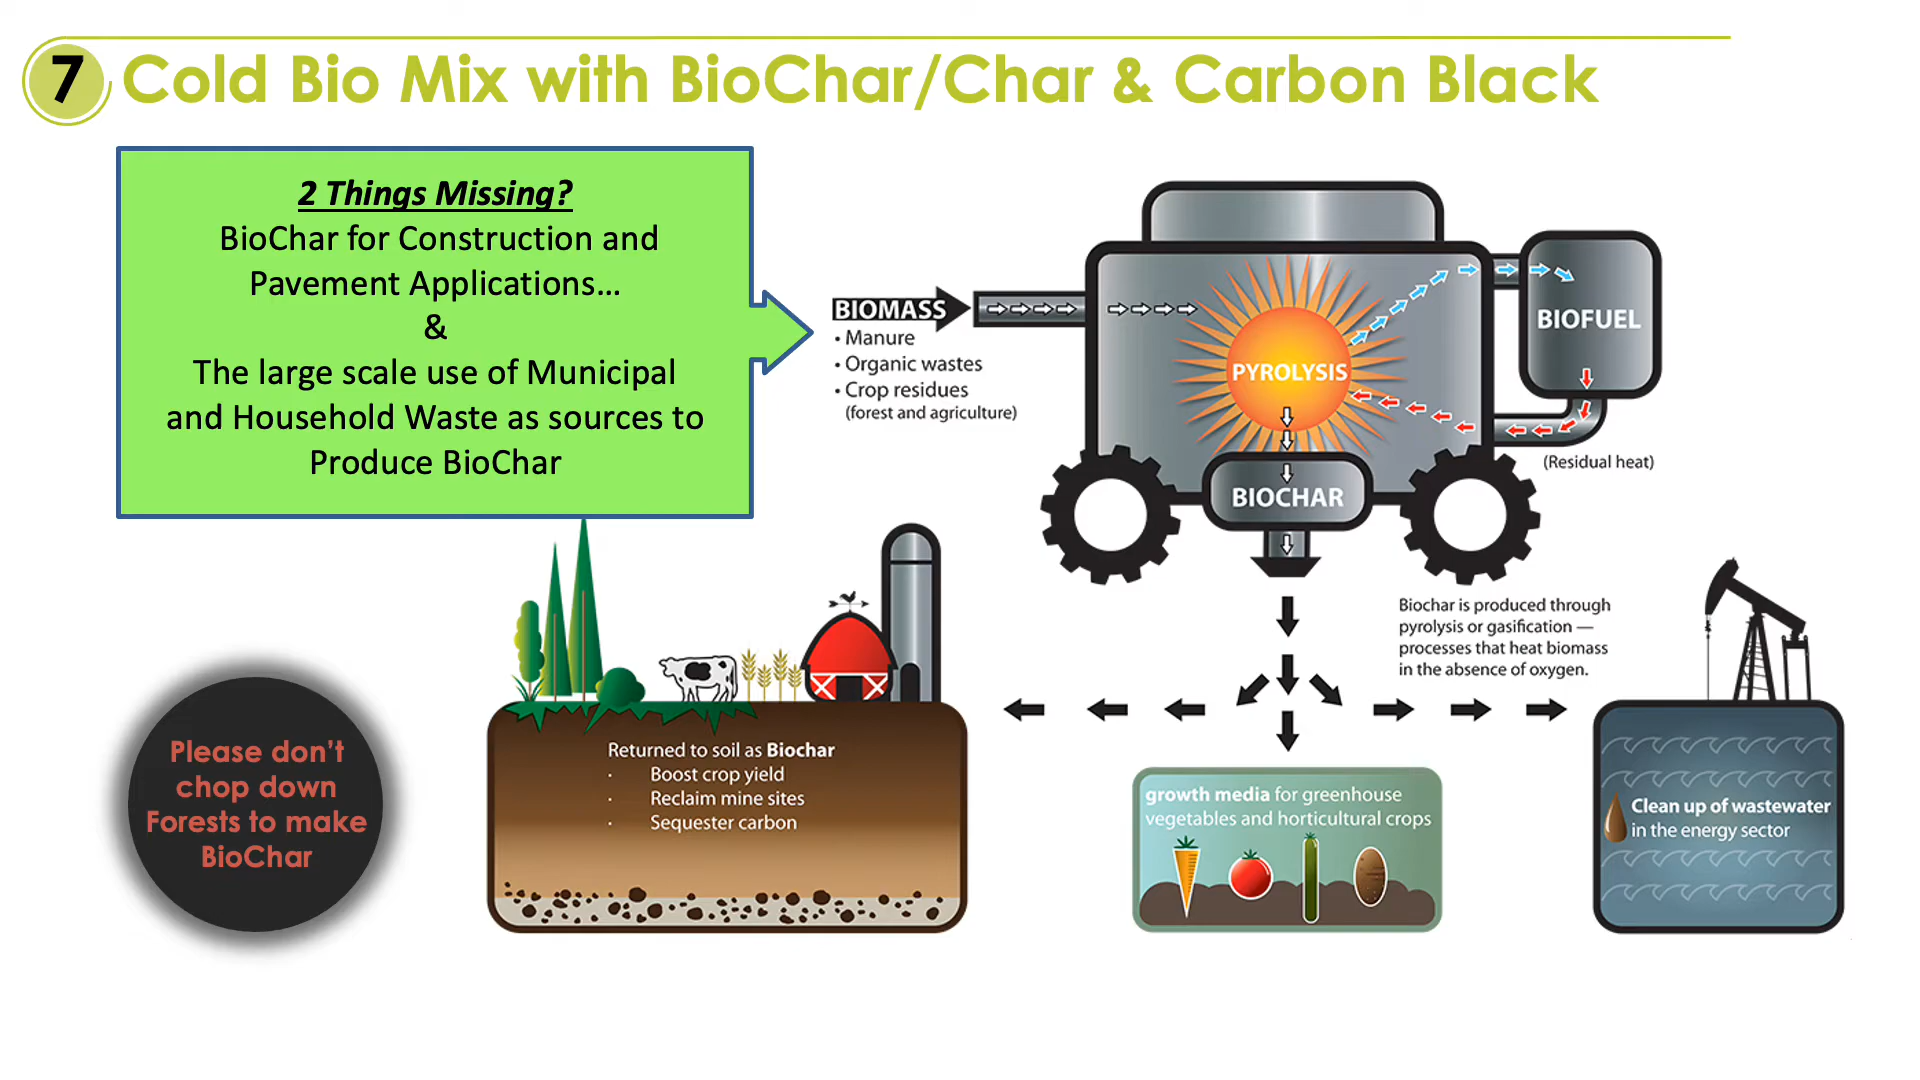 7 Cold Bio Mix with BioChar/Char & Carbon Black
2 Things Missing?
BioChar for Construction and
Pavement Applications...
&
The large scale use of Municipal
and Household Waste as sources to
Produce BioChar
BIOMASS
• Manure
• Organic wastes
• Crop residues
(forest and agriculture)
PYROLYSIS
BIOFUEL
(Residual heat)
BIOCHAR
Biochar is produced through
pyrolysis or gasification —
processes that heat biomass
in the absence of oxygen.
Please don't
chop down
Forests to make
BioChar
Returned to soil as Biochar
· Boost crop yield
· Reclaim mine sites
· Sequester carbon
growth media for greenhouse
vegetables and horticultural crops
Clean up of wastewater
in the energy sector